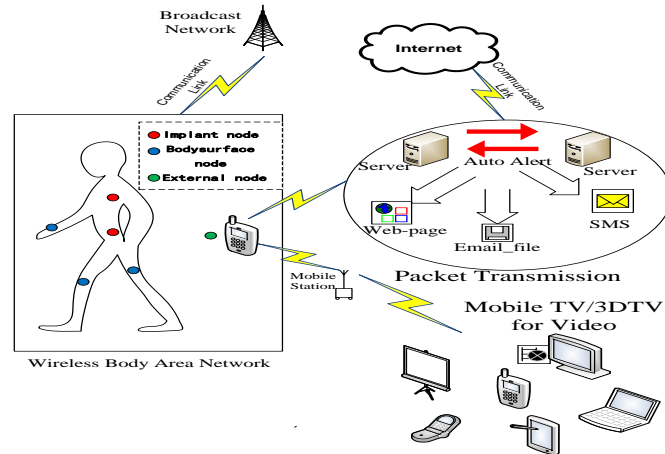 Broadcast
Network
Internet
Communication
Link
Communication
Link
Implant node
Bodysurface
node
External node
Server
Auto Alert
Server
Web-page
Email_file
SMS
Mobile
Station
Packet Transmission
Mobile TV/3DTV
for Video
Wireless Body Area Network